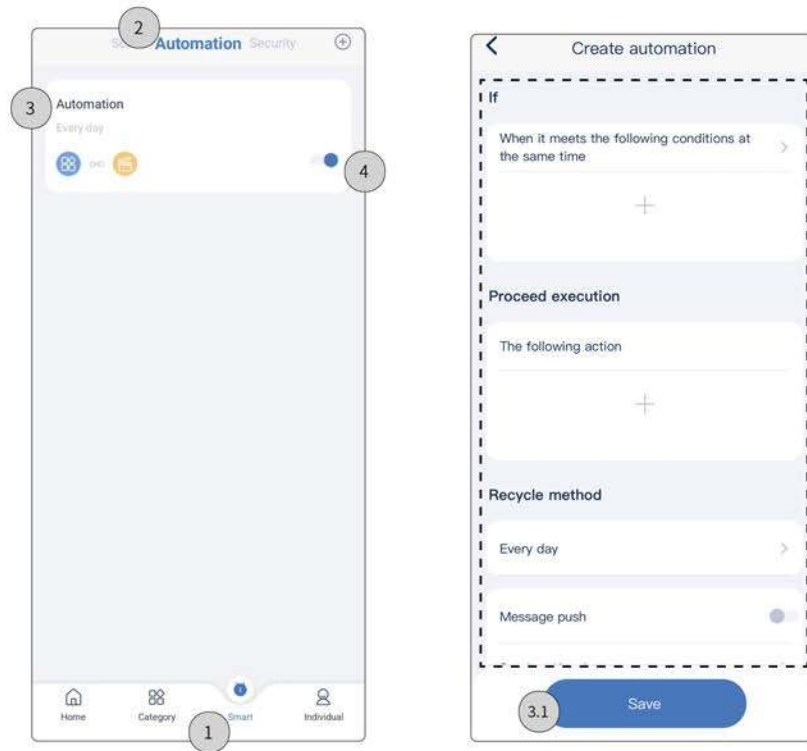 2
Automation Security
3
Automation
Every day
4
Home
Category
Smart
Individual
1
Create automation
If
When it meets the following conditions at
the same time
Proceed execution
The following action
Recycle method
Every day
Message push
3.1
Save